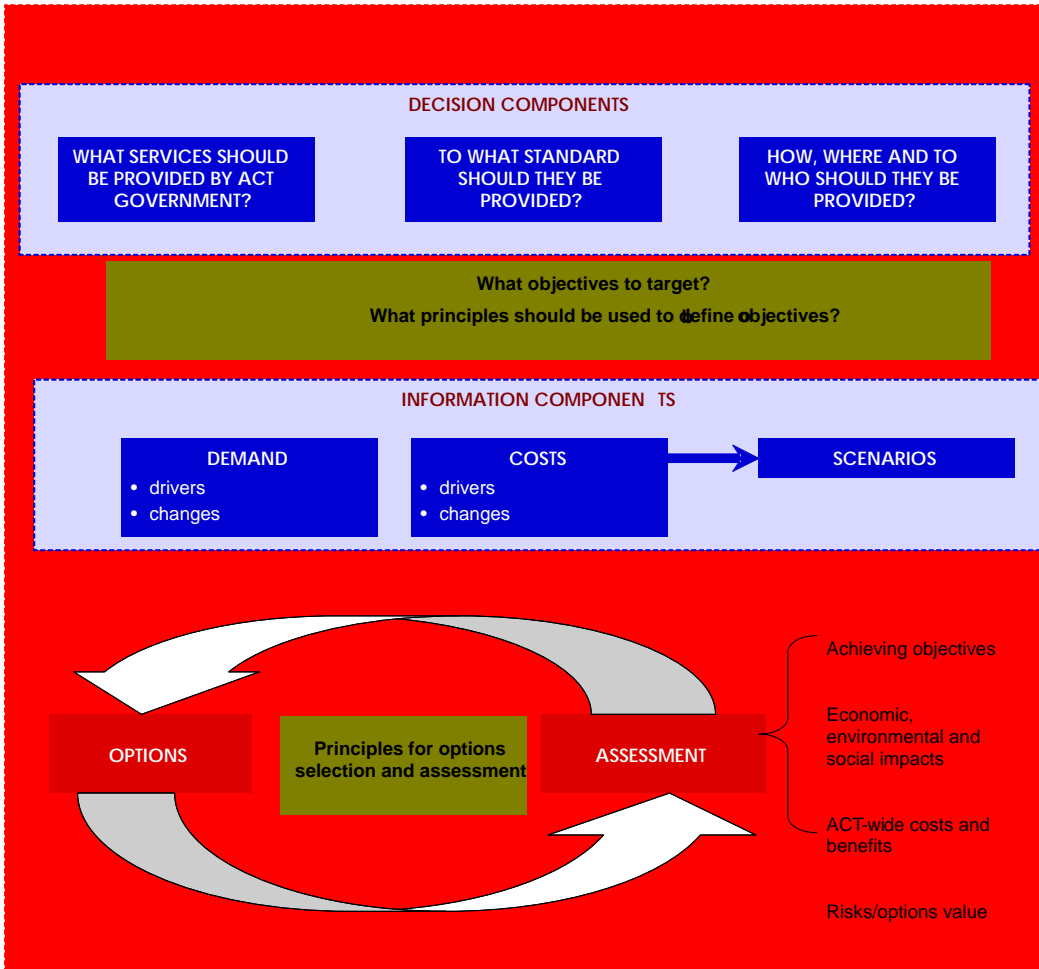 DECISION COMPONENTS
WHAT SERVICES SHOULD
BE PROVIDED BY ACT
GOVERNMENT?
TO WHAT STANDARD
SHOULD THEY BE
PROVIDED?
HOW, WHERE AND TO
WHO SHOULD THEY BE
PROVIDED?
What objectives to target?
What principles should be used to define objectives?
INFORMATION COMPONEN TS
DEMAND
• drivers
• changes
COSTS
• drivers
• changes
SCENARIOS
OPTIONS
Principles for options
selection and assessment
ASSESSMENT
Achieving objectives
Economic,
environmental and
social impacts
ACT-wide costs and
benefits
Risks/options value